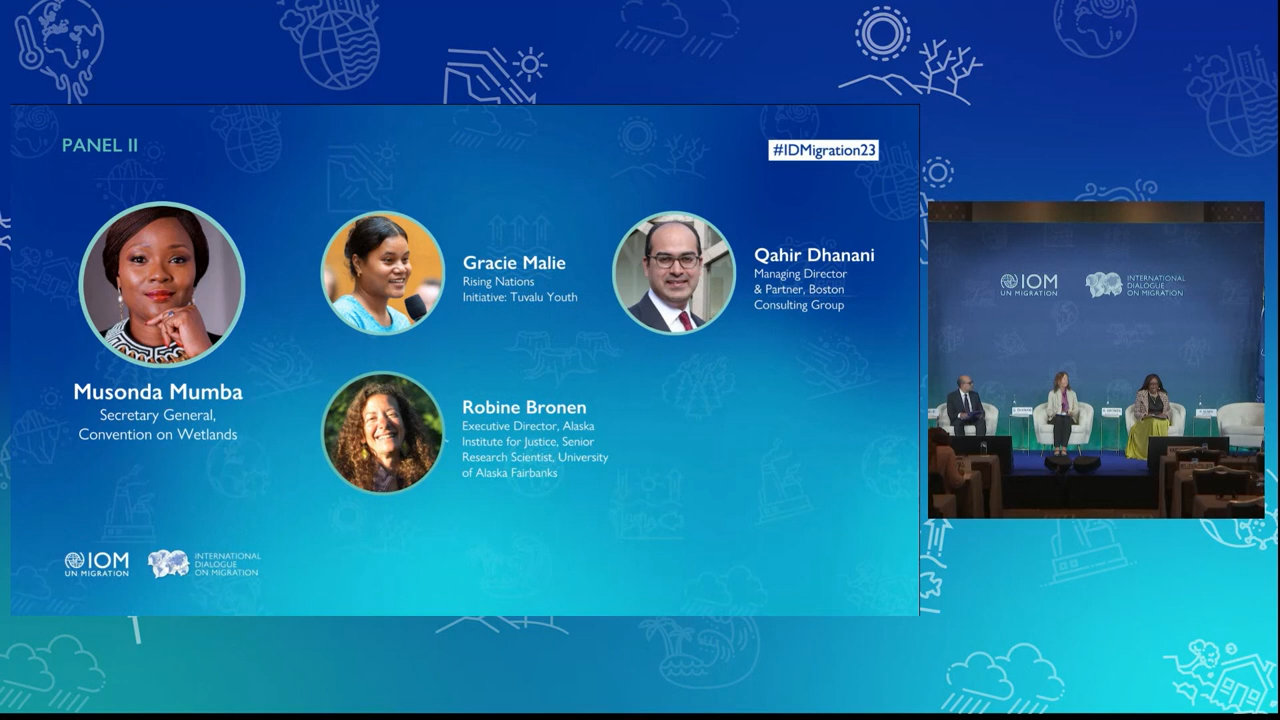 PANEL II
#IDMigration23
Musonda Mumba
Secretary General,
Convention on Wetlands
Gracie Malie
Rising Nations
Initiative: Tuvalu Youth
Qahir Dhanani
Managing Director
& Partner, Boston
Consulting Group
Robine Bronen
Executive Director, Alaska
Institute for Justice, Senior
Research Scientist, University
of Alaska Fairbanks
IOM
UN MIGRATION
INTERNATIONAL
DIALOGUE
ON MIGRATION
IOM
UN MIGRATION
INTERNATIONAL
DIALOGUE
ON MIGRATION